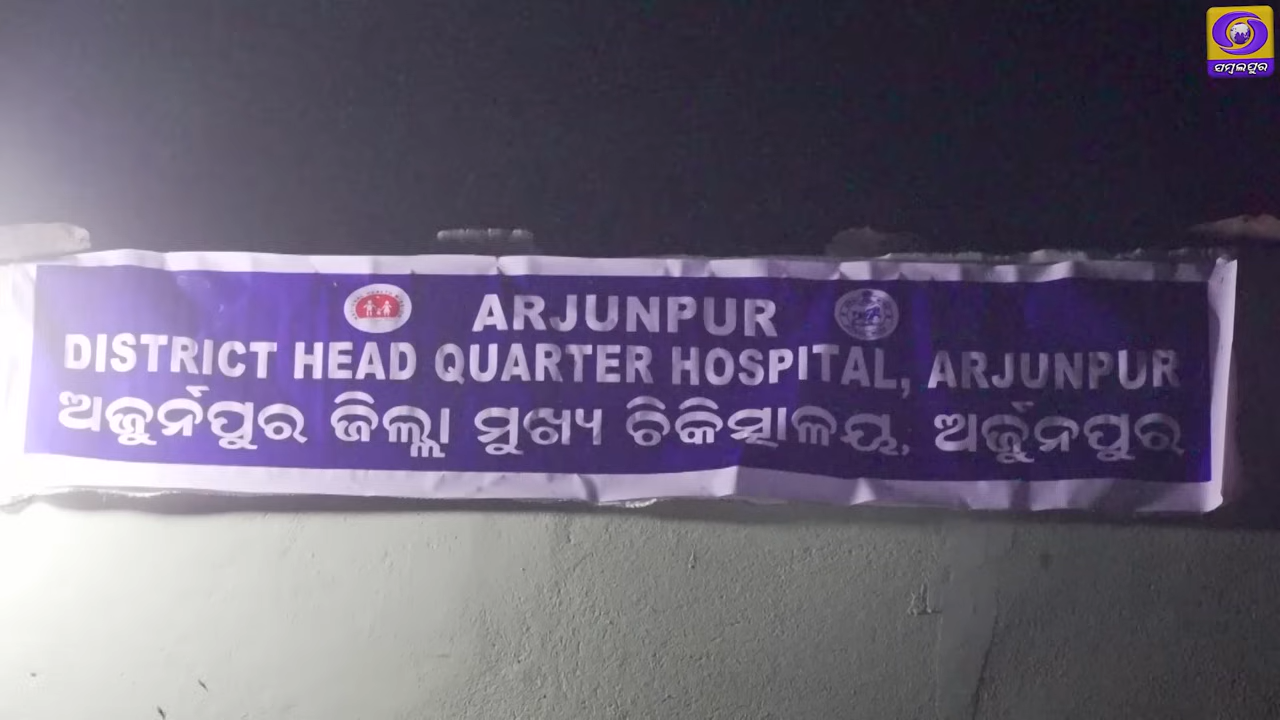 ସମ୍ବଲପୁର
ARJUNPUR
DISTRICT HEAD QUARTER HOSPITAL, ARJUNPUR
ଅର୍ଜୁନପୁର ଜିଲ୍ଲା ମୁଖ୍ୟ ଚିକିତ୍ସାଳୟ, ଅର୍ଜୁନପୁର